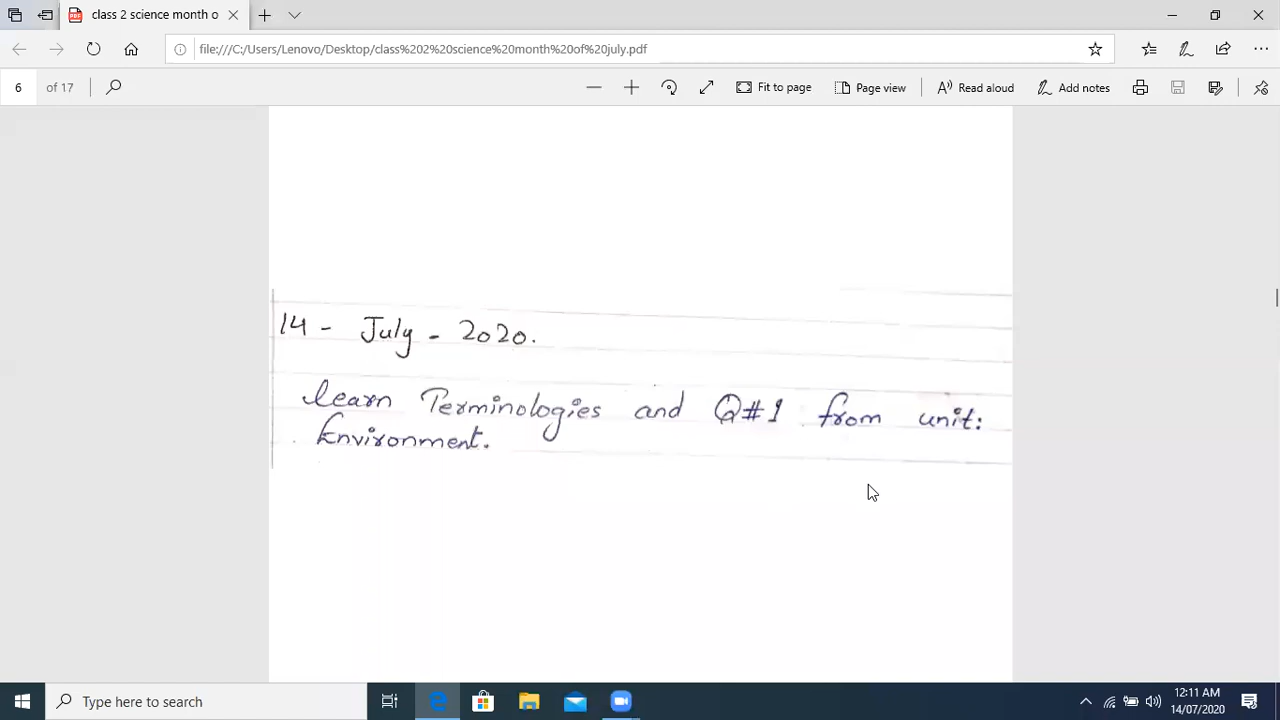 class 2 science month o
file:///C:/Users/Lenovo/Desktop/class%202%20science%20month%20of%20july.pdf
6 of 17 Fit to page Page view Read aloud Add notes
14 - July - 2020.
learn Terminologies and Q#1 from unit:
Environment.
Type here to search
12:11 AM
14/07/2020